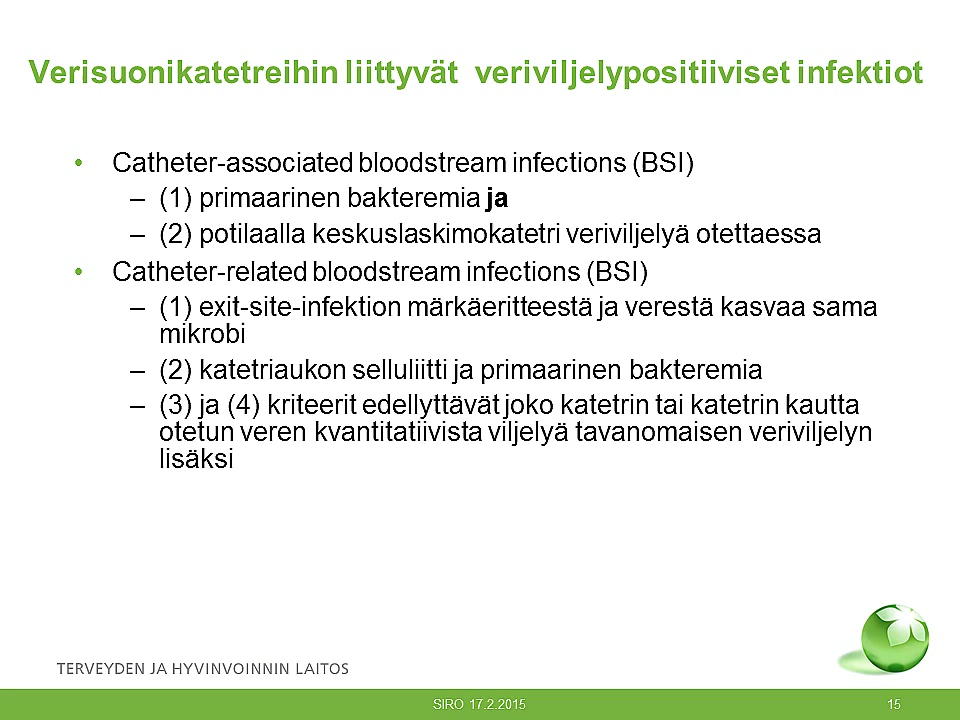 Verisuonikatetreihin liittyvät veriviljelypositiiviset infektiot
• Catheter-associated bloodstream infections (BSI)
– (1) primaarinen bakteremia ja
– (2) potilaalla keskuslaskimokatetri veriviljelyä otettaessa
• Catheter-related bloodstream infections (BSI)
– (1) exit-site-infektion märkäeritteestä ja verestä kasvaa sama
mikrobi
– (2) katetriaukon selluliitti ja primaarinen bakteremia
– (3) ja (4) kriteerit edellyttävät joko katetrin tai katetrin kautta
otetun veren kvantitatiivista viljelyä tavanomaisen veriviljelyn
lisäksi
TERVEYDEN JA HYVINVOINNIN LAITOS
SIRO 17.2.2015 15